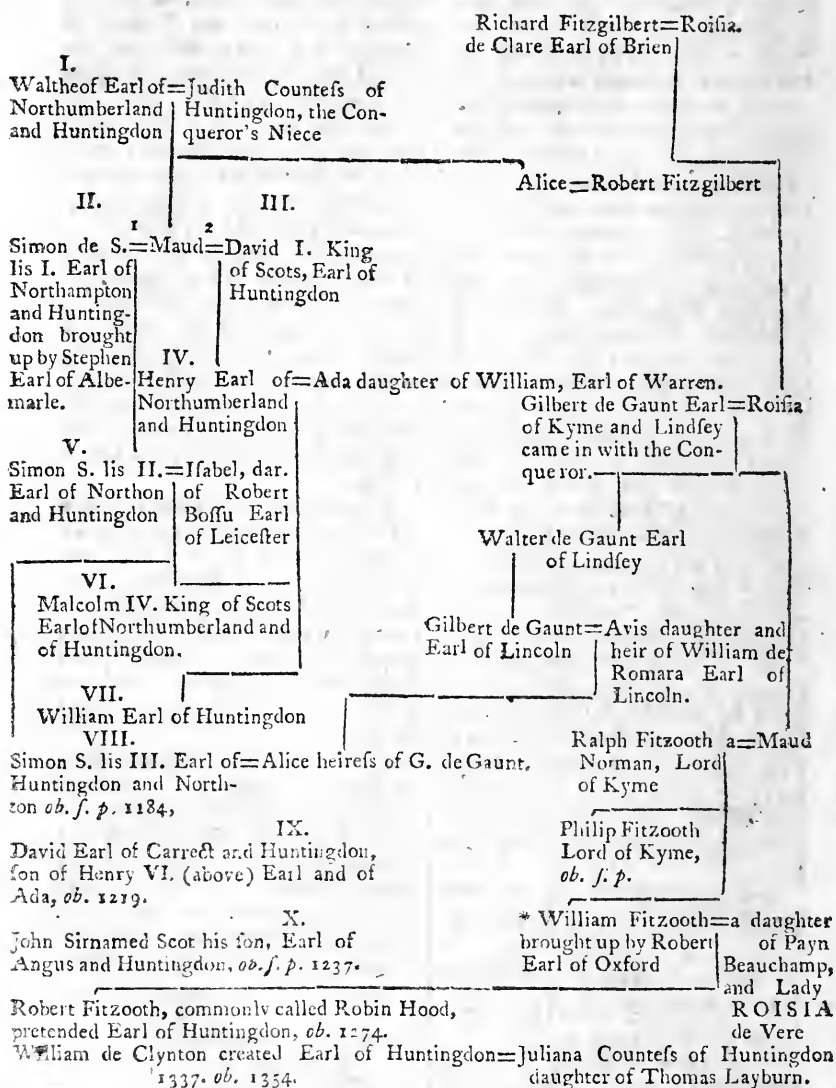 Richard Fitzgilbert=Roiſia.
de Clare Earl of Brien
I.
Waltheof Earl of=Judith Counteſs of
Northumberland Huntingdon, the Con-
and Huntingdon queror's Niece
Alice=Robert Fitzgilbert
II. III.
1 2
Simon de S.=Maud=David I. King
lis I. Earl of of Scots, Earl of
Northampton Huntingdon
and Hunting-
don brought
up by Stephen IV.
Earl of Albe- Henry Earl of=Ada daughter of William, Earl of Warren.
marle. Northumberland Gilbert de Gaunt Earl=Roiſia
and Huntingdon of Kyme and Lindſey
V. came in with the Con-
Simon S. lis II.=Iſabel, dar. queror.
Earl of Northon of Robert
and Huntingdon Boſſu Earl
of Leiceſter
Walter de Gaunt Earl
of Lindſey
VI.
Malcolm IV. King of Scots
Earl of Northumberland and
of Huntingdon.
Gilbert de Gaunt=Avis daughter and
Earl of Lincoln heir of William de
Romara Earl of
Lincoln.
VII.
William Earl of Huntingdon
VIII.
Simon S. lis III. Earl of=Alice heireſs of G. de Gaunt.
Huntingdon and North-
ton ob. ſ. p. 1184,
Ralph Fitzooth a=Maud
Norman, Lord
of Kyme
IX.
David Earl of Carrect and Huntingdon,
ſon of Henry VI. (above) Earl and of
Ada, ob. 1219.
Philip Fitzooth
Lord of Kyme,
ob. ſ. p.
X.
John Sirnamed Scot his ſon, Earl of
Angus and Huntingdon, ob. ſ. p. 1237.
* William Fitzooth=a daughter
brought up by Robert of Payn
Earl of Oxford Beauchamp,
and Lady
ROISIA
de Vere
Robert Fitzooth, commonly called Robin Hood,
pretended Earl of Huntingdon, ob. 1274.
William de Clynton created Earl of Huntingdon=Juliana Counteſs of Huntingdon
1337. ob. 1354. daughter of Thomas Layburn.